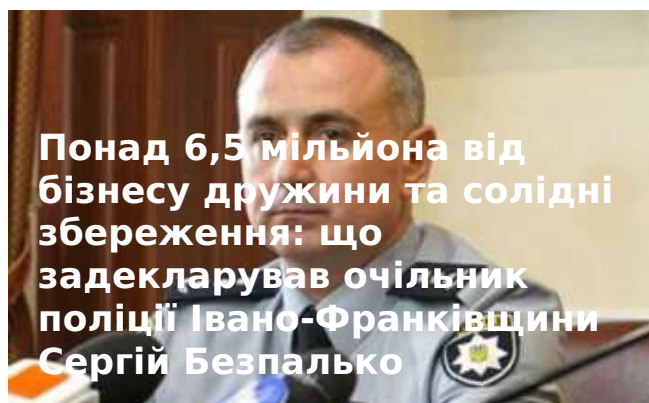 Понад 6,5 мільйона від
бізнесу дружини та солідні
збереження: що
задекларував очільник
поліції Івано-Франківщини
Сергій Безпалько